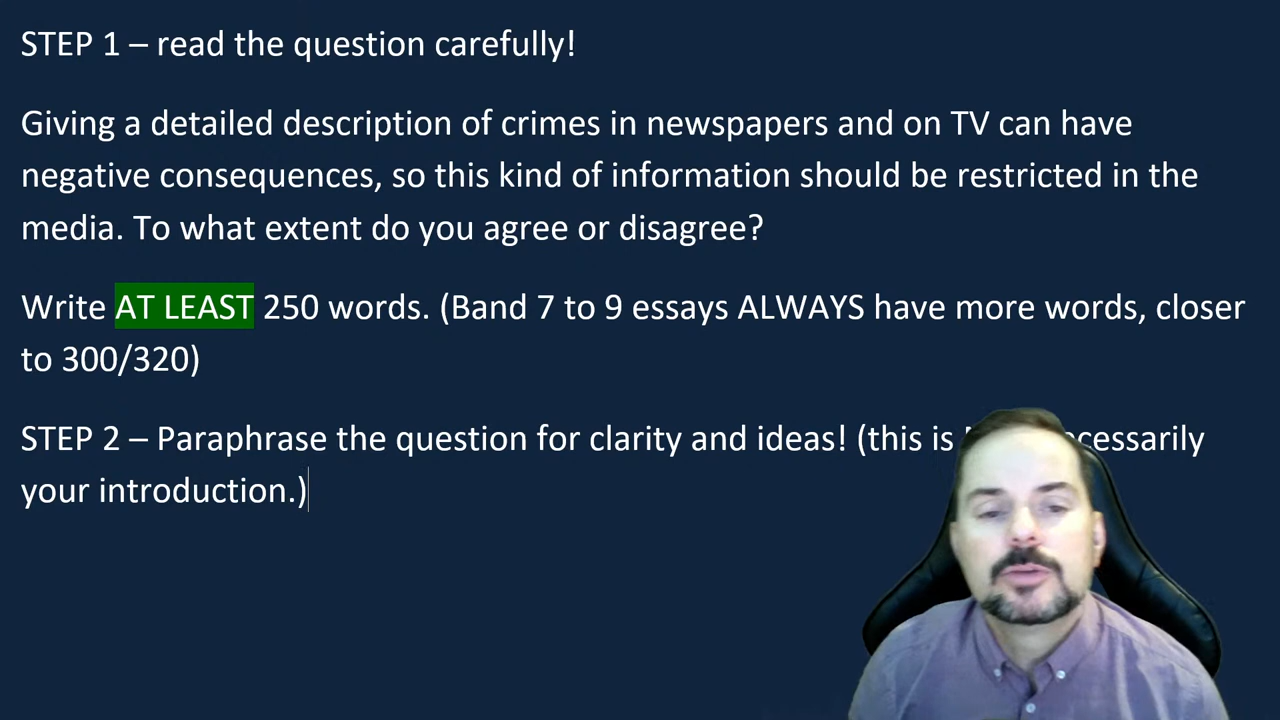 STEP 1 – read the question carefully!
Giving a detailed description of crimes in newspapers and on TV can have
negative consequences, so this kind of information should be restricted in the
media. To what extent do you agree or disagree?
Write AT LEAST 250 words. (Band 7 to 9 essays ALWAYS have more words, closer
to 300/320)
STEP 2 – Paraphrase the question for clarity and ideas! (this is
your introduction.)